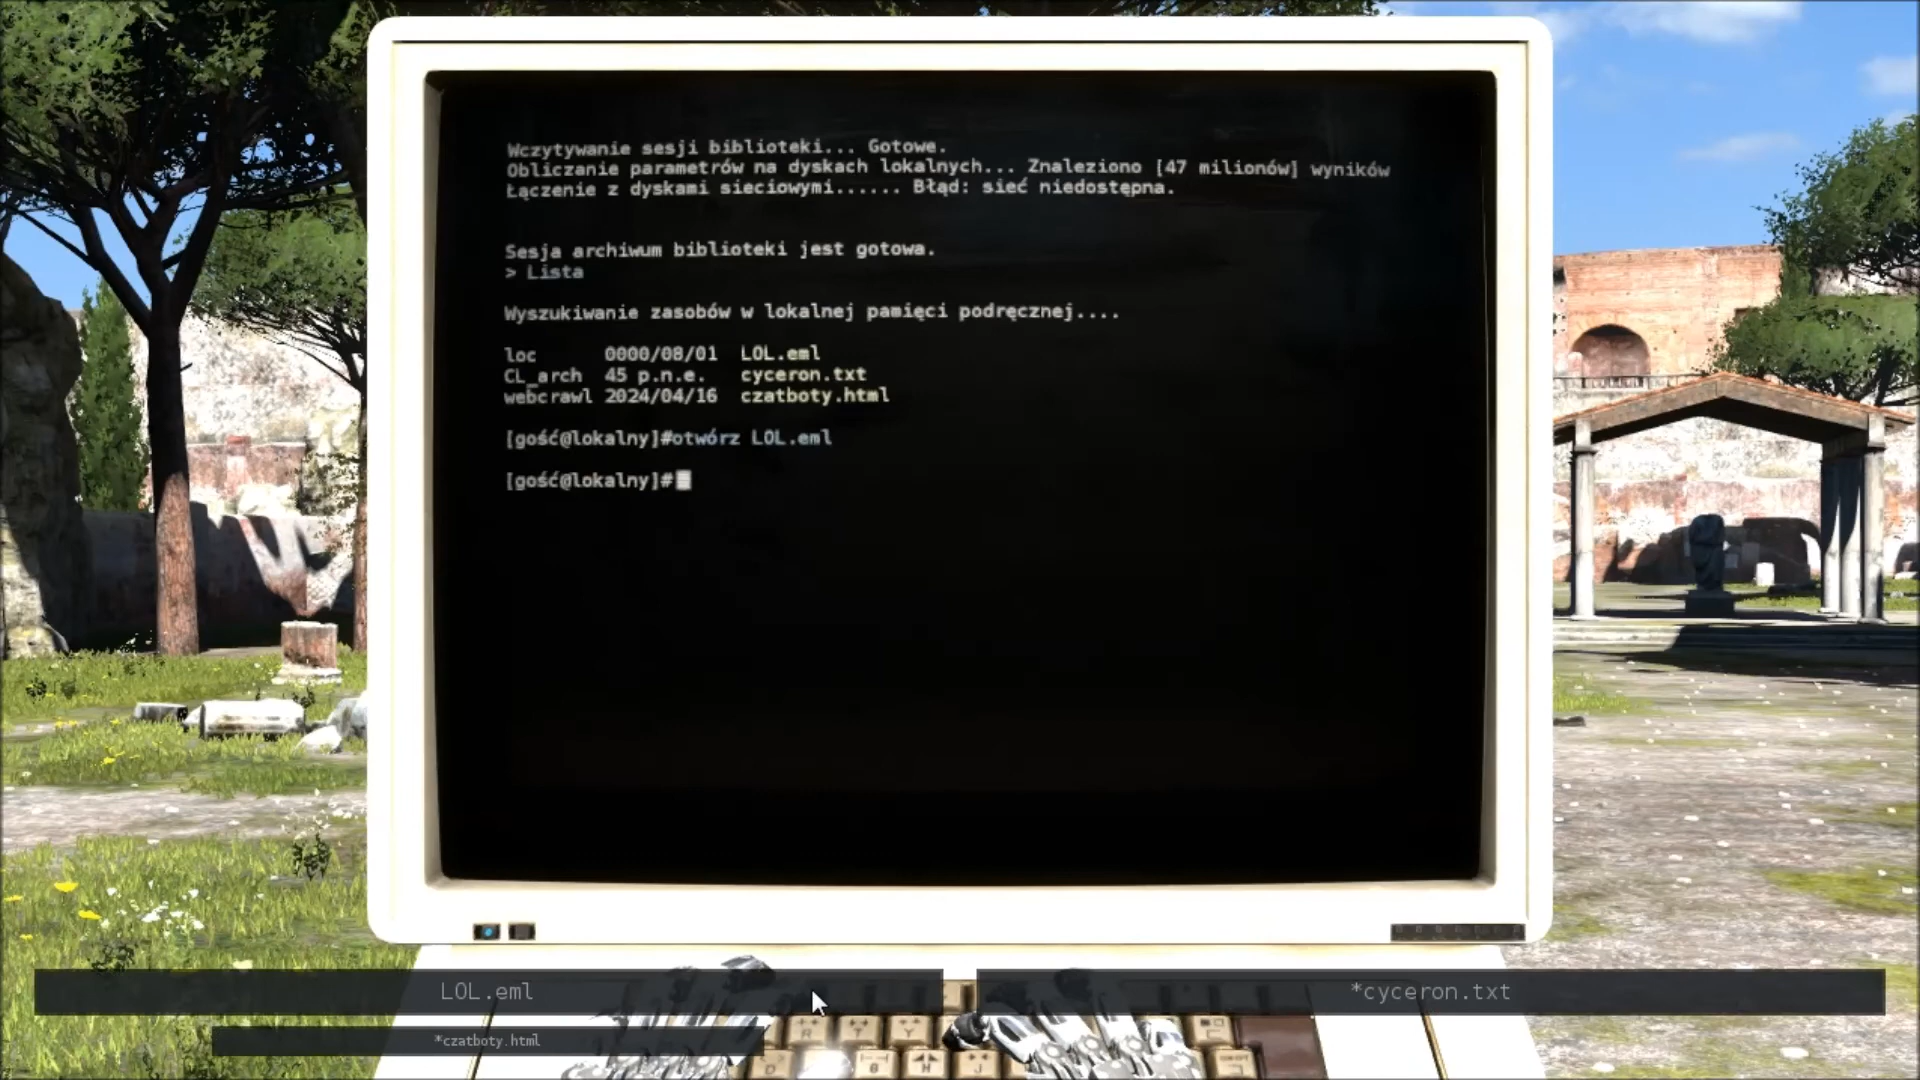 Wczytywanie sesji biblioteki... Gotowe.
Obliczanie parametrów na dyskach lokalnych... Znaleziono [47 milionów] wyników
Łączenie z dyskami sieciowymi...... Błąd: sieć niedostępna.
Sesja archiwum biblioteki jest gotowa.
> Lista
Wyszukiwanie zasobów w lokalnej pamięci podręcznej....
loc 0000/08/01 LOL.eml
CL_arch 45 p.n.e. cyceron.txt
webcrawl 2024/04/16 czatboty.html
[gość@lokalny]#otwórz LOL.eml
[gość@lokalny]#
LOL.eml
*cyceron.txt
*czatboty.html
R T Y
D B N J